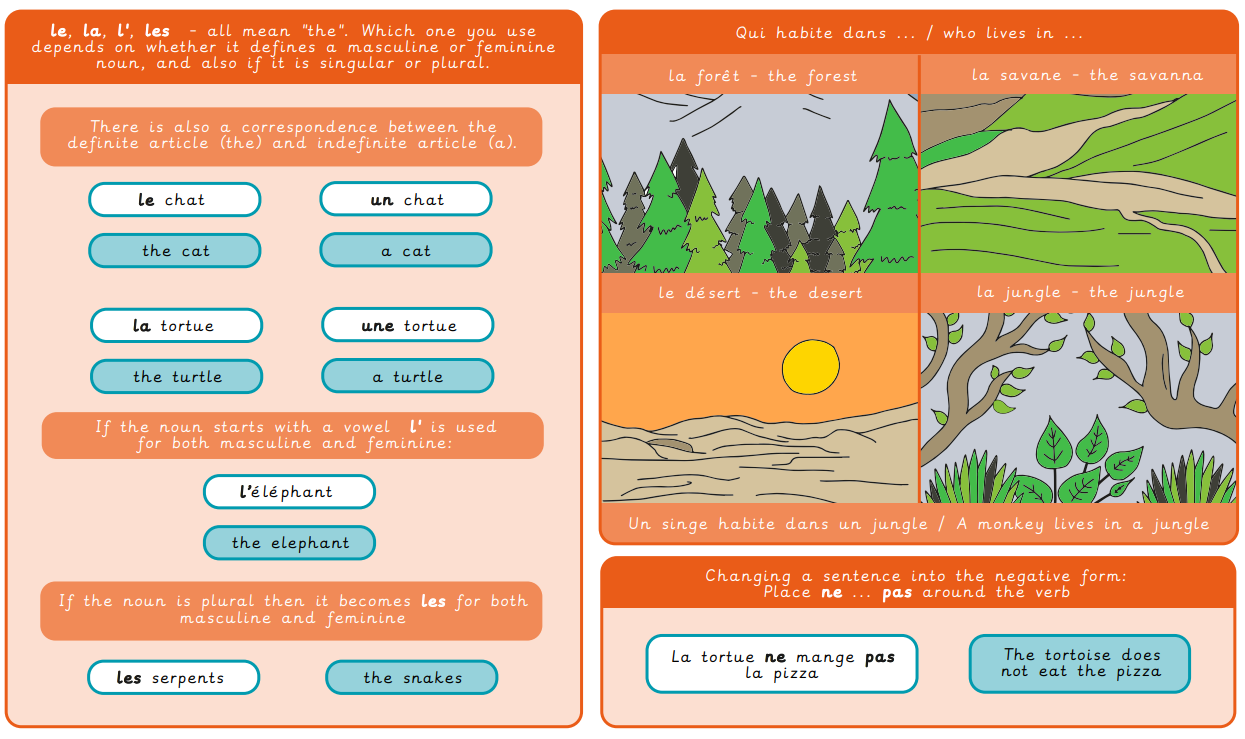 le, la, l', les - all mean "the". Which one you use
depends on whether it defines a masculine or feminine
noun, and also if it is singular or plural.
There is also a correspondence between the
definite article (the) and indefinite article (a).
le chat
un chat
the cat
a cat
la tortue
une tortue
the turtle
a turtle
If the noun starts with a vowel l' is used
for both masculine and feminine:
l'éléphant
the elephant
If the noun is plural then it becomes les for both
masculine and feminine
les serpents
the snakes
Qui habite dans ... / who lives in ...
la forêt - the forest
la savane - the savanna
le désert - the desert
la jungle - the jungle
Un singe habite dans un jungle / A monkey lives in a jungle
Changing a sentence into the negative form:
Place ne ... pas around the verb
La tortue ne mange pas
la pizza
The tortoise does
not eat the pizza